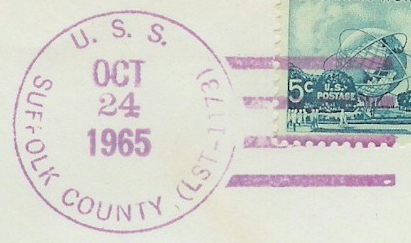 U. S. S.
SUFFOLK COUNTY (LST-1173)
OCT
24
1965
5c U.S.
POSTAGE